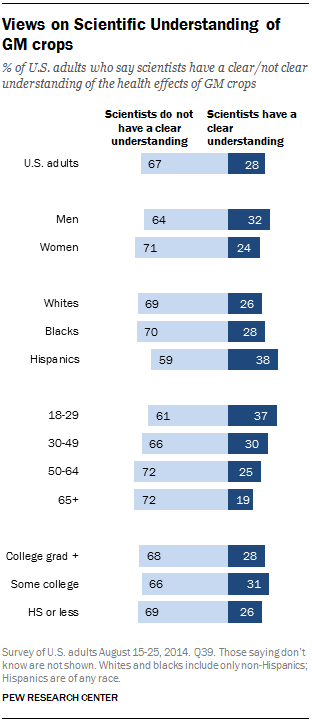 Views on Scientific Understanding of
GM crops
% of U.S. adults who say scientists have a clear/not clear
understanding of the health effects of GM crops
Scientists do not
have a clear
understanding
Scientists have a
clear
understanding
U.S. adults 67 28
Men 64 32
Women 71 24
Whites 69 26
Blacks 70 28
Hispanics 59 38
18-29 61 37
30-49 66 30
50-64 72 25
65+ 72 19
College grad + 68 28
Some college 66 31
HS or less 69 26
Survey of U.S. adults August 15-25, 2014. Q39. Those saying don't
know are not shown. Whites and blacks include only non-Hispanics;
Hispanics are of any race.
PEW RESEARCH CENTER